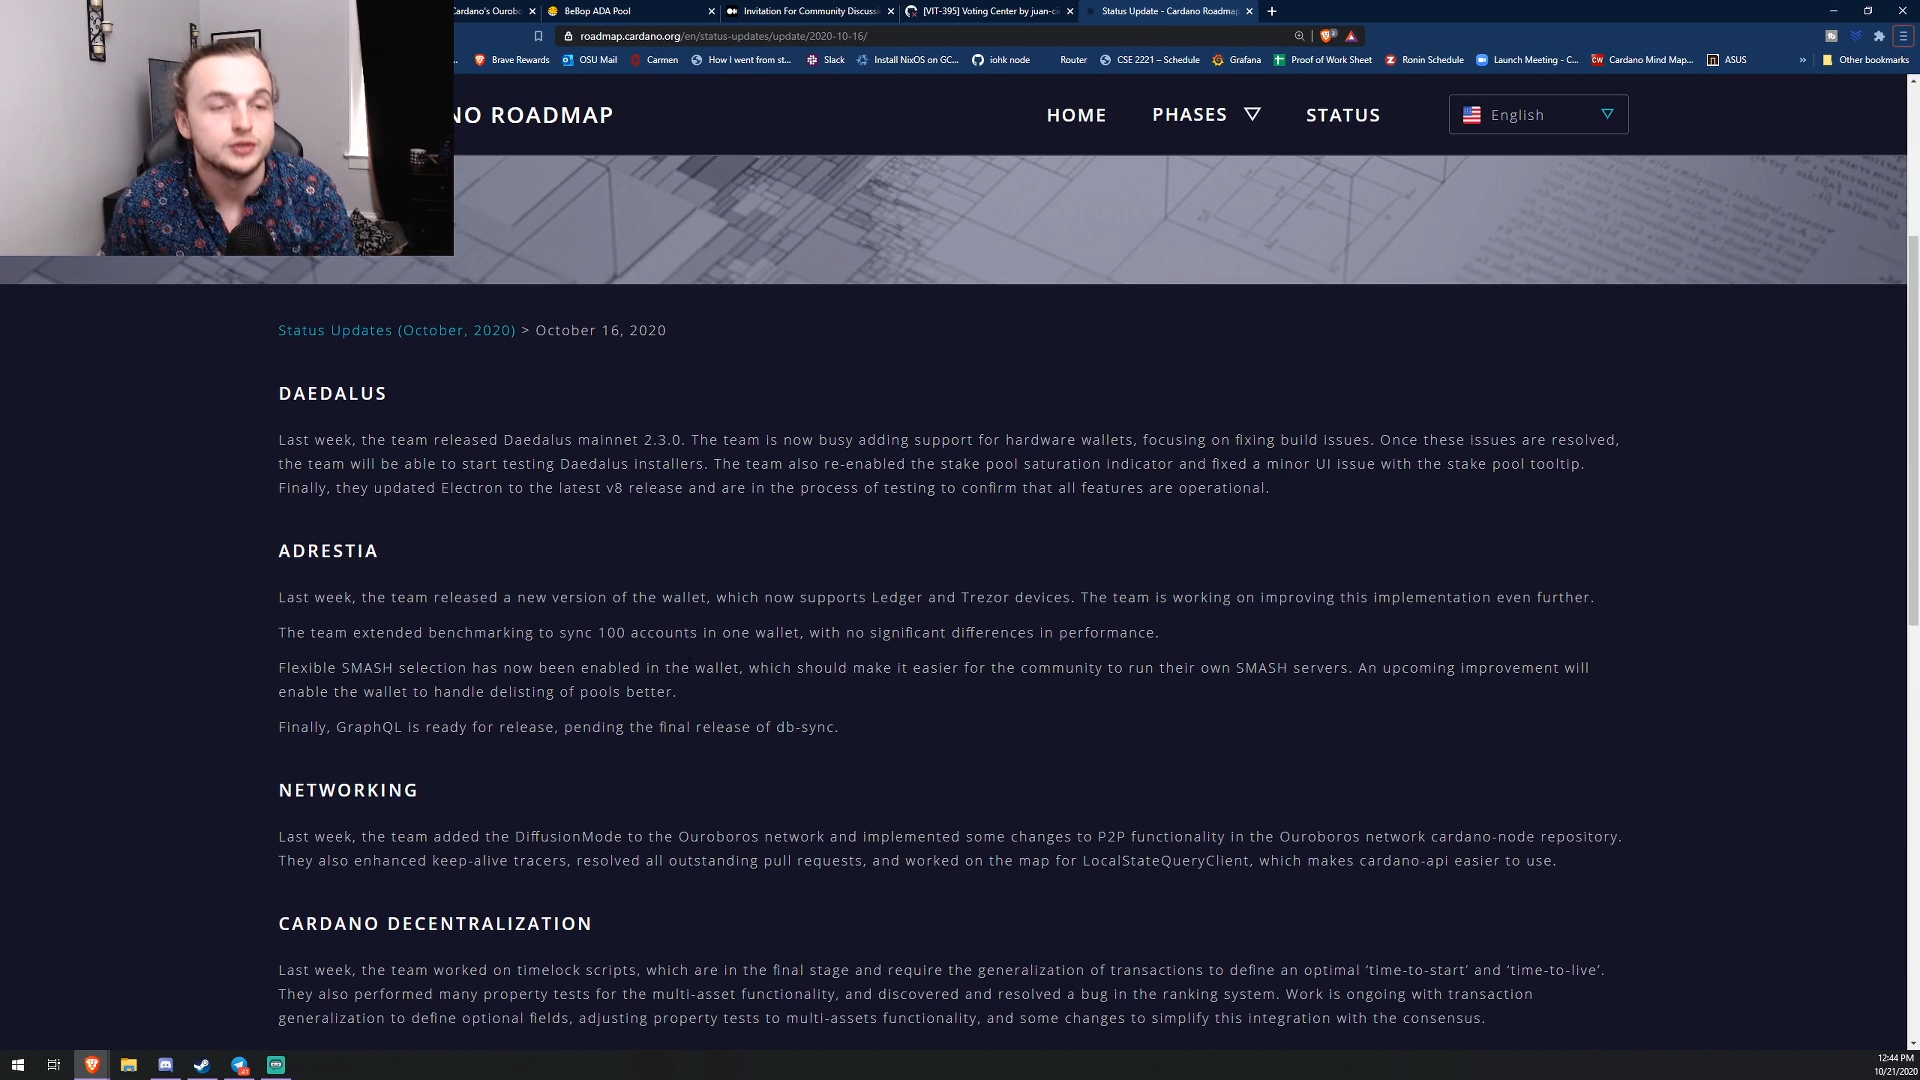 Cardano's Ourob
BeBop ADA Pool
Invitation For Community Discussi
[VIT-395] Voting Center by juan-ci
Status Update - Cardano Roadmap
roadmap.cardano.org/en/status-updates/update/2020-10-16/
Brave Rewards
OSU Mail
Carmen
How I went from st...
Slack
Install NixOS on GC...
iohk node
Router
CSE 2221 – Schedule
Grafana
Proof of Work Sheet
Ronin Schedule
Launch Meeting - C...
Cardano Mind Map...
ASUS
Other bookmarks
NO ROADMAP
HOME
PHASES
STATUS
English
Status Updates (October, 2020) > October 16, 2020
DAEDALUS
Last week, the team released Daedalus mainnet 2.3.0. The team is now busy adding support for hardware wallets, focusing on fixing build issues. Once these issues are resolved,
the team will be able to start testing Daedalus installers. The team also re-enabled the stake pool saturation indicator and fixed a minor UI issue with the stake pool tooltip.
Finally, they updated Electron to the latest v8 release and are in the process of testing to confirm that all features are operational.
ADRESTIA
Last week, the team released a new version of the wallet, which now supports Ledger and Trezor devices. The team is working on improving this implementation even further.
The team extended benchmarking to sync 100 accounts in one wallet, with no significant differences in performance.
Flexible SMASH selection has now been enabled in the wallet, which should make it easier for the community to run their own SMASH servers. An upcoming improvement will
enable the wallet to handle delisting of pools better.
Finally, GraphQL is ready for release, pending the final release of db-sync.
NETWORKING
Last week, the team added the DiffusionMode to the Ouroboros network and implemented some changes to P2P functionality in the Ouroboros network cardano-node repository.
They also enhanced keep-alive tracers, resolved all outstanding pull requests, and worked on the map for LocalStateQueryClient, which makes cardano-api easier to use.
CARDANO DECENTRALIZATION
Last week, the team worked on timelock scripts, which are in the final stage and require the generalization of transactions to define an optimal 'time-to-start' and 'time-to-live'.
They also performed many property tests for the multi-asset functionality, and discovered and resolved a bug in the ranking system. Work is ongoing with transaction
generalization to define optional fields, adjusting property tests to multi-assets functionality, and some changes to simplify this integration with the consensus.
12:44 PM
10/21/2020